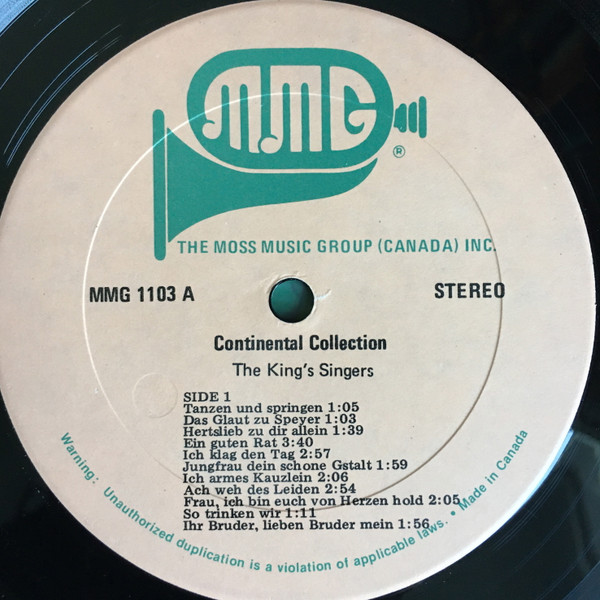 MMG
®
THE MOSS MUSIC GROUP (CANADA) INC.
MMG 1103 A
STEREO
Continental Collection
The King's Singers
SIDE 1
Tanzen und springen 1:05
Das Glaut zu Speyer 1:03
Hertslieb zu dir allein 1:39
Ein guten Rat 3:40
Ich klag den Tag 2:57
Jungfrau dein schone Gstalt 1:59
Ich armes Kauzlein 2:06
Ach weh des Leiden 2:54
Frau, ich bin euch von Herzen hold 2:05
So trinken wir 1:11
Ihr Bruder, lieben Bruder mein 1:56
Warning: Unauthorized duplication is a violation of applicable laws. • Made in Canada